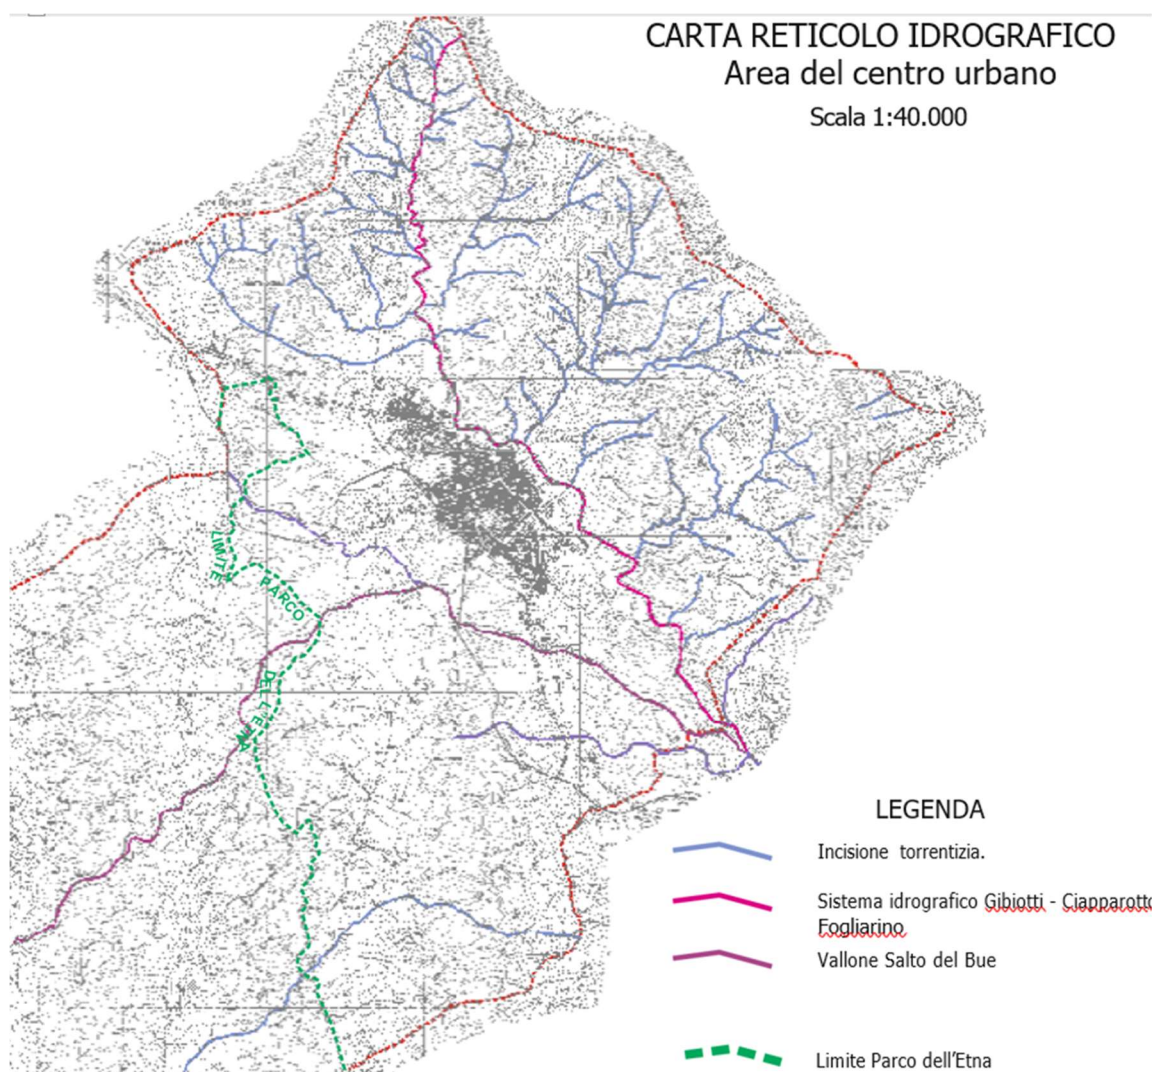 CARTA RETICOLO IDROGRAFICO
Area del centro urbano
Scala 1:40.000
LIMITE
PARCO
DELL'ETNA
LEGENDA
Incisione torrentizia.
Sistema idrografico Gibiotti - Ciapparotto
Fogliarino
Vallone Salto del Bue
Limite Parco dell'Etna